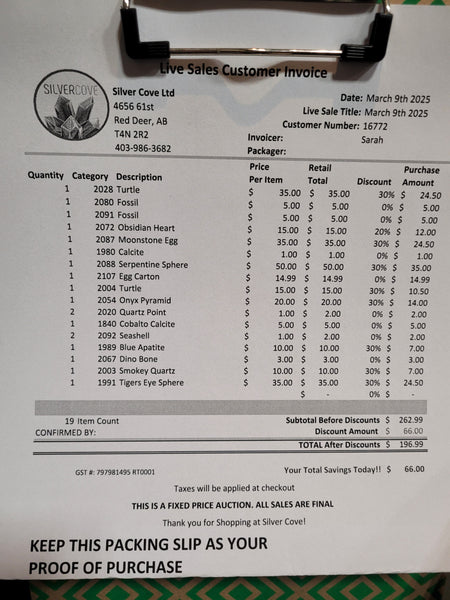 Live Sales Customer Invoice
SILVERCOVE
Silver Cove Ltd
4656 61st
Red Deer, AB
T4N 2R2
403-986-3682
Date: March 9th 2025
Live Sale Title: March 9th 2025
Customer Number: 16772
Invoicer: Sarah
Packager:
Quantity Category Description Price Per Item Retail Total Discount Purchase Amount
1 2028 Turtle $ 35.00 $ 35.00 30% $ 24.50
1 2080 Fossil $ 5.00 $ 5.00 0% $ 5.00
1 2091 Fossil $ 5.00 $ 5.00 0% $ 5.00
1 2072 Obsidian Heart $ 15.00 $ 15.00 20% $ 12.00
1 2087 Moonstone Egg $ 35.00 $ 35.00 30% $ 24.50
1 1980 Calcite $ 1.00 $ 1.00 0% $ 1.00
1 2088 Serpentine Sphere $ 50.00 $ 50.00 30% $ 35.00
1 2107 Egg Carton $ 14.99 $ 14.99 0% $ 14.99
1 2004 Turtle $ 15.00 $ 15.00 30% $ 10.50
1 2054 Onyx Pyramid $ 20.00 $ 20.00 30% $ 14.00
2 2020 Quartz Point $ 1.00 $ 2.00 0% $ 2.00
1 1840 Cobalto Calcite $ 5.00 $ 5.00 0% $ 5.00
2 2092 Seashell $ 1.00 $ 2.00 0% $ 2.00
1 1989 Blue Apatite $ 10.00 $ 10.00 30% $ 7.00
1 2067 Dino Bone $ 3.00 $ 3.00 0% $ 3.00
1 2003 Smokey Quartz $ 10.00 $ 10.00 30% $ 7.00
1 1991 Tigers Eye Sphere $ 35.00 $ 35.00 30% $ 24.50
$ - 0% $ -
19 Item Count Subtotal Before Discounts $ 262.99
CONFIRMED BY: Discount Amount $ 66.00
TOTAL After Discounts $ 196.99
GST #: 797981495 RT0001 Your Total Savings Today!! $ 66.00
Taxes will be applied at checkout
THIS IS A FIXED PRICE AUCTION. ALL SALES ARE FINAL
Thank you for Shopping at Silver Cove!
KEEP THIS PACKING SLIP AS YOUR
PROOF OF PURCHASE